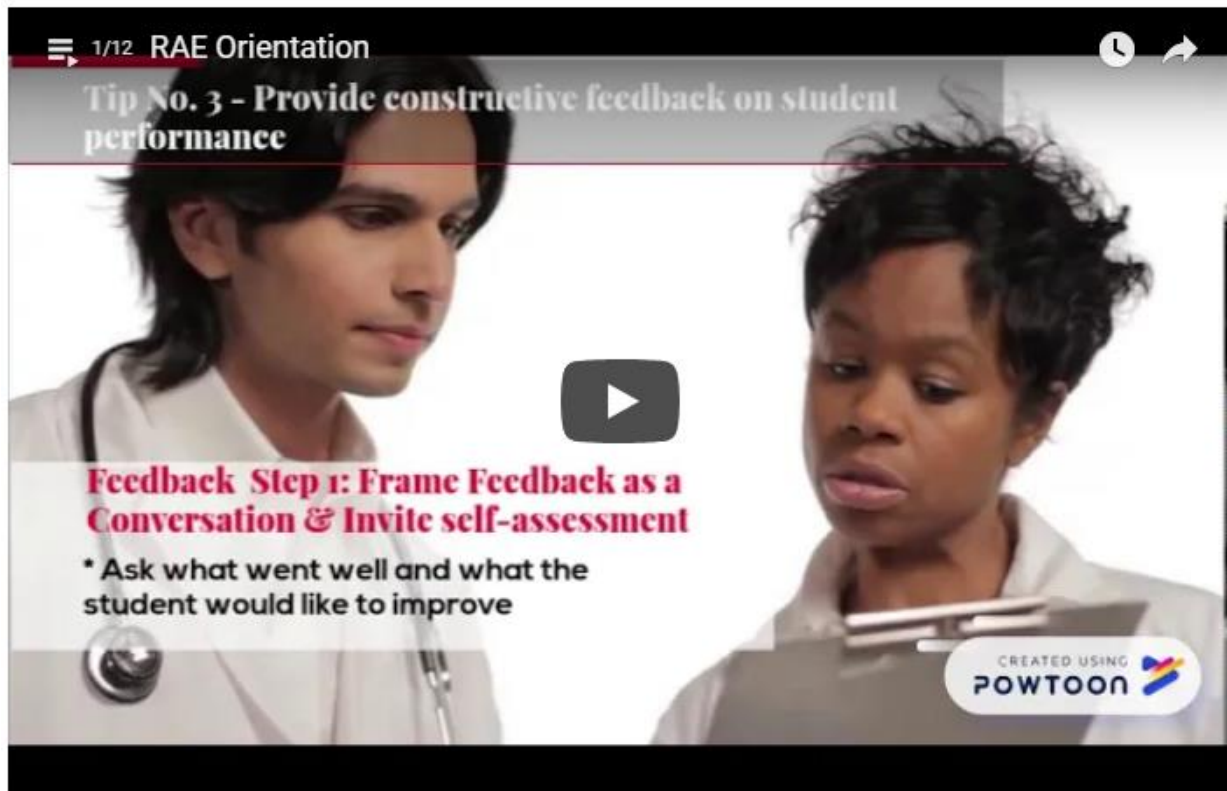 1/12 RAE Orientation
Tip No. 3 - Provide constructive feedback on student
performance
Feedback Step 1: Frame Feedback as a
Conversation & Invite self-assessment
* Ask what went well and what the
student would like to improve
CREATED USING
POWTOON